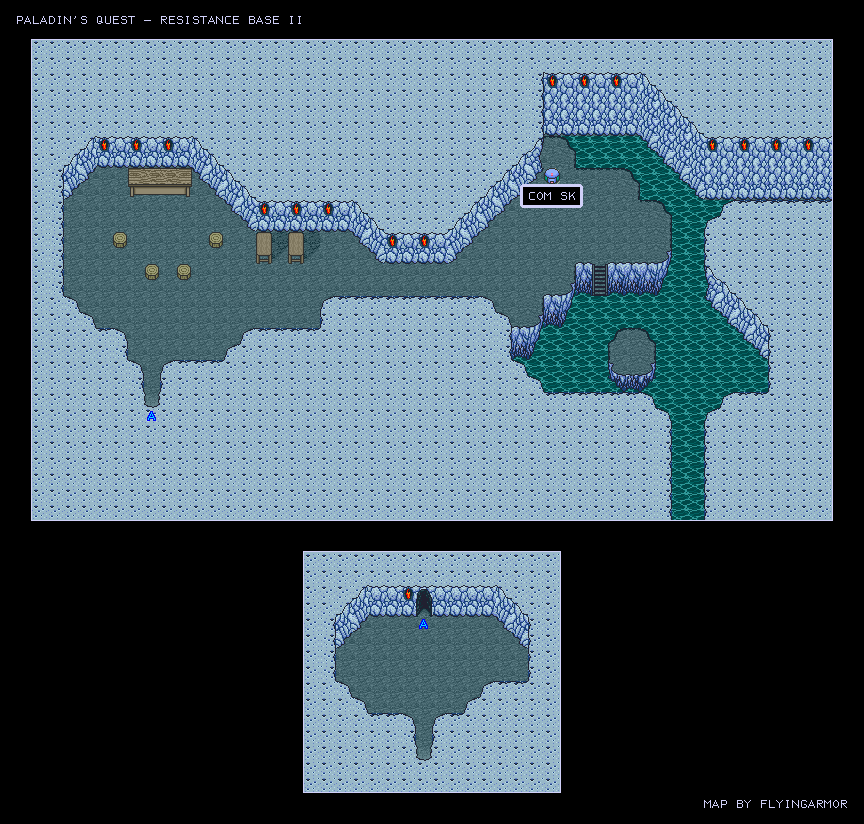 PALADIN'S QUEST – RESISTANCE BASE II
COM SK
A
A
MAP BY FLYINGARMOR